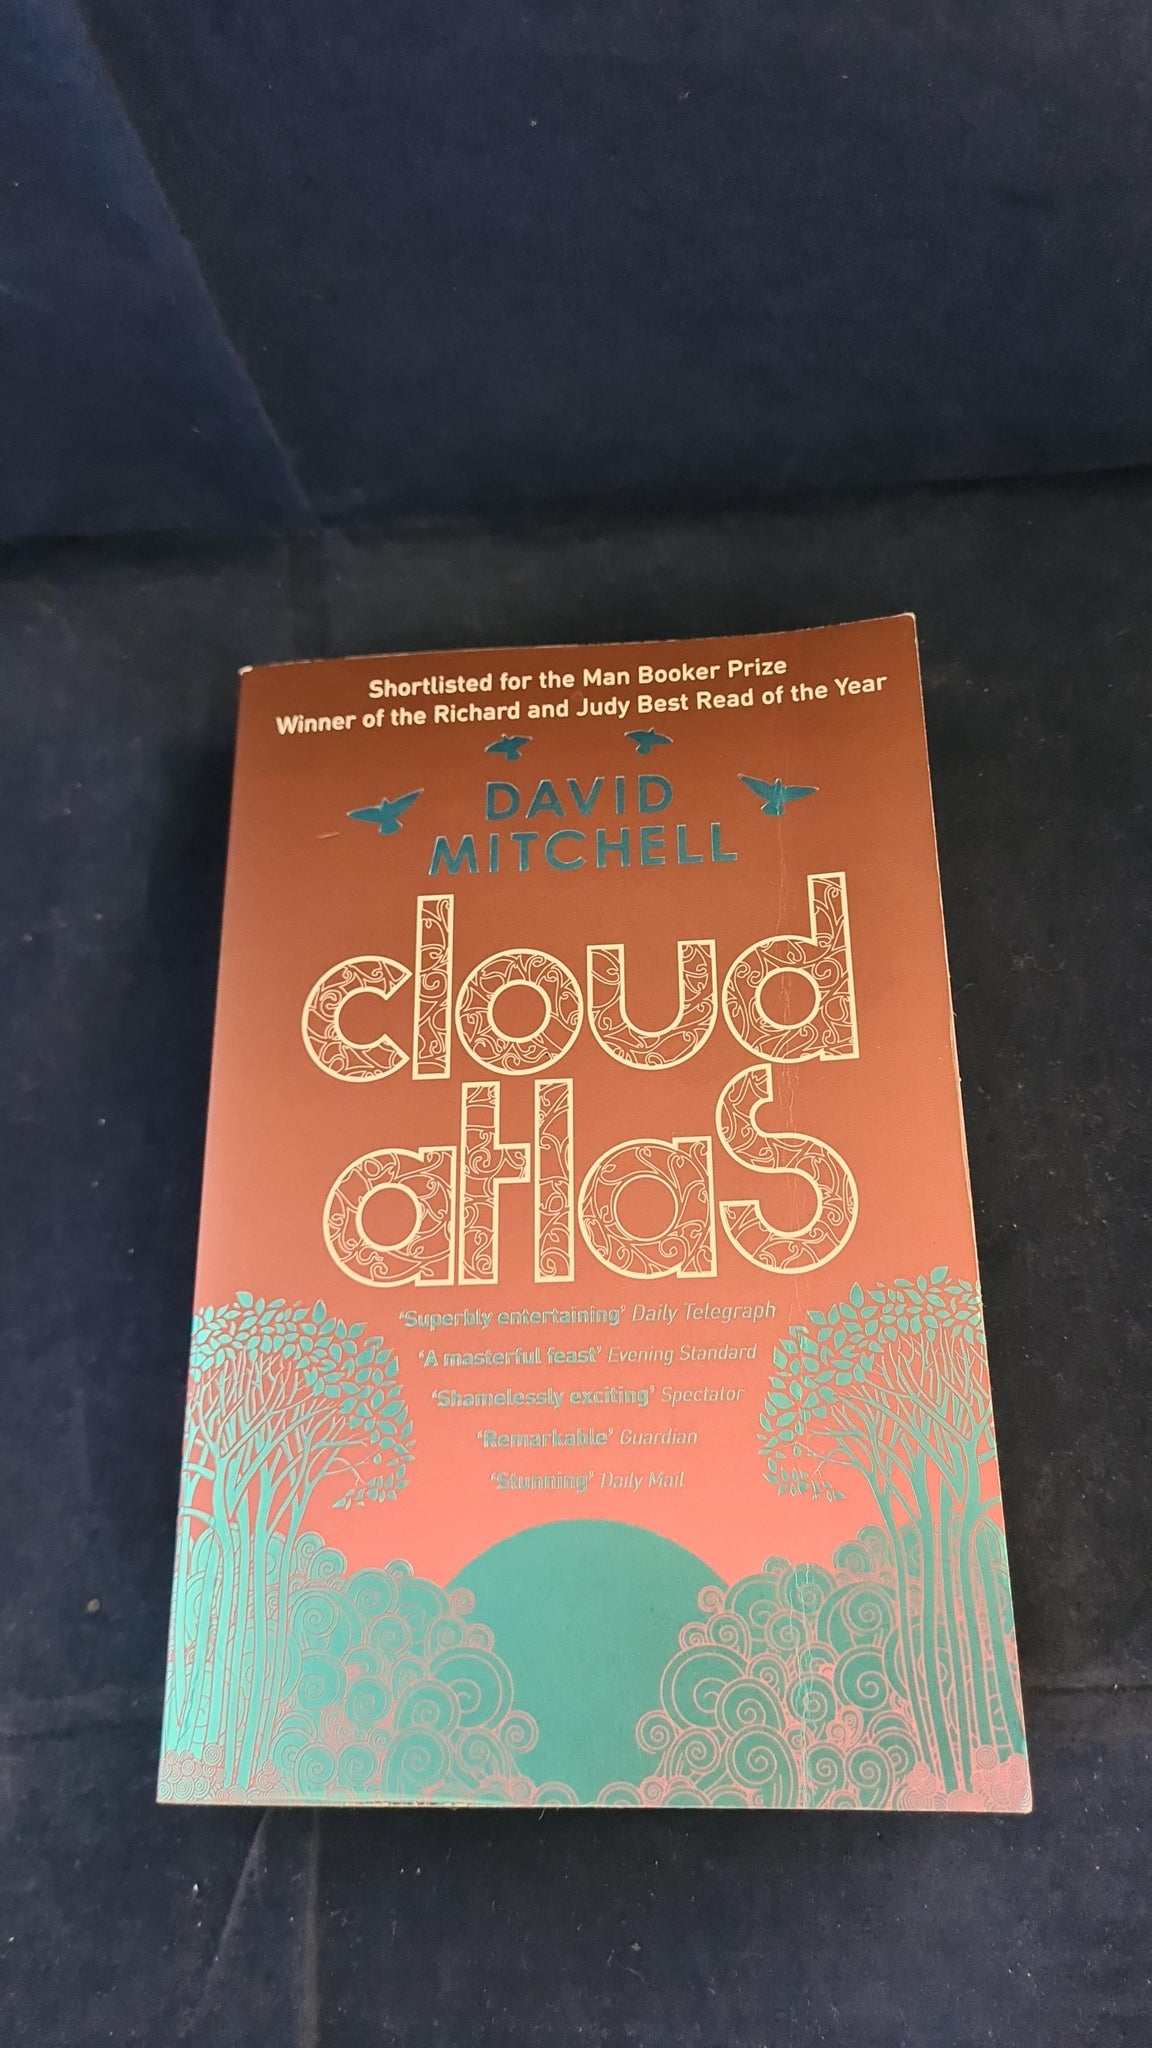 Shortlisted for the Man Booker Prize
Winner of the Richard and Judy Best Read of the Year
DAVID
MITCHELL
cloud
atlas
‘Superbly entertaining’ Daily Telegraph
‘A masterful feast’ Evening Standard
‘Shamelessly exciting’ Spectator
‘Remarkable’ Guardian
‘Stunning’ Daily Mail